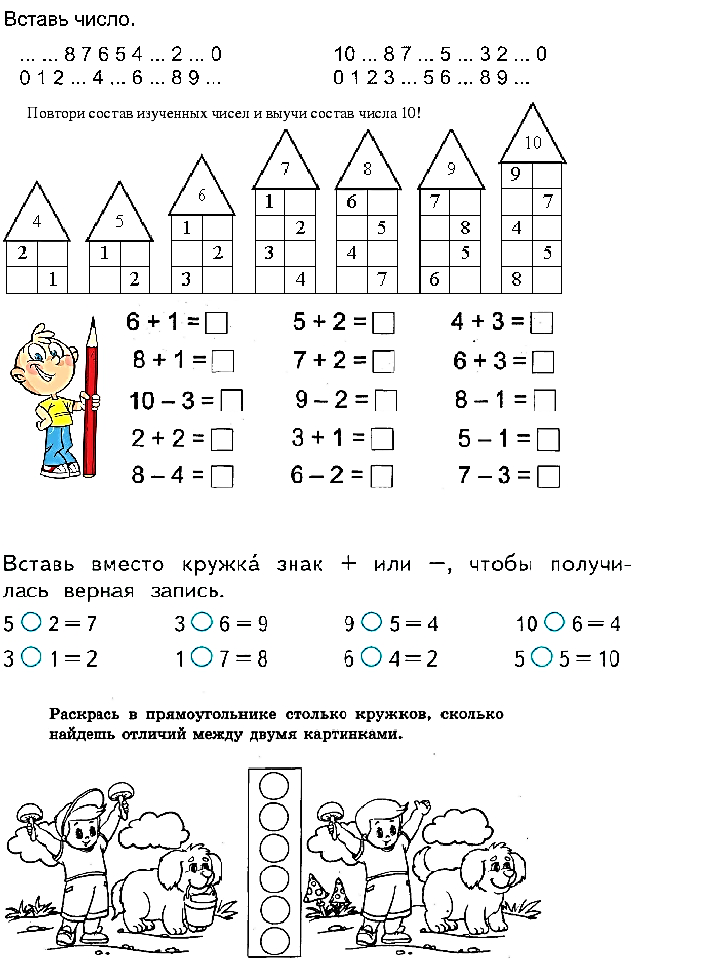 Вставь число.
... ... 8 7 6 5 4 ... 2 ... 0
10 ... 8 7 ... 5 ... 3 2 ... 0
0 1 2 ... 4 ... 6 ... 8 9 ...
0 1 2 3 ... 5 6 ... 8 9 ...
Повтори состав изученных чисел и выучи состав числа 10!
4
2
1
5
1
2
6
1
2
3
7
1
2
3
4
8
6
5
4
7
9
7
8
5
6
10
9
7
4
5
8
6 + 1 = □
5 + 2 = □
4 + 3 = □
8 + 1 = □
7 + 2 = □
6 + 3 = □
10 – 3 = □
9 – 2 = □
8 – 1 = □
2 + 2 = □
3 + 1 = □
5 – 1 = □
8 – 4 = □
6 – 2 = □
7 – 3 = □
Вставь вместо кружка́ знак + или −, чтобы получи-
лась верная запись.
5 ○ 2 = 7
3 ○ 6 = 9
9 ○ 5 = 4
10 ○ 6 = 4
3 ○ 1 = 2
1 ○ 7 = 8
6 ○ 4 = 2
5 ○ 5 = 10
Раскрась в прямоугольнике столько кружков, сколько
найдешь отличий между двумя картинками.